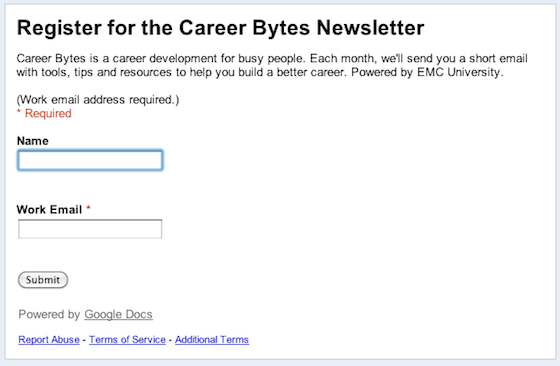 Register for the Career Bytes Newsletter
Career Bytes is a career development for busy people. Each month, we'll send you a short email
with tools, tips and resources to help you build a better career. Powered by EMC University.
(Work email address required.)
* Required
Name
Work Email *
Submit
Powered by Google Docs
Report Abuse - Terms of Service - Additional Terms